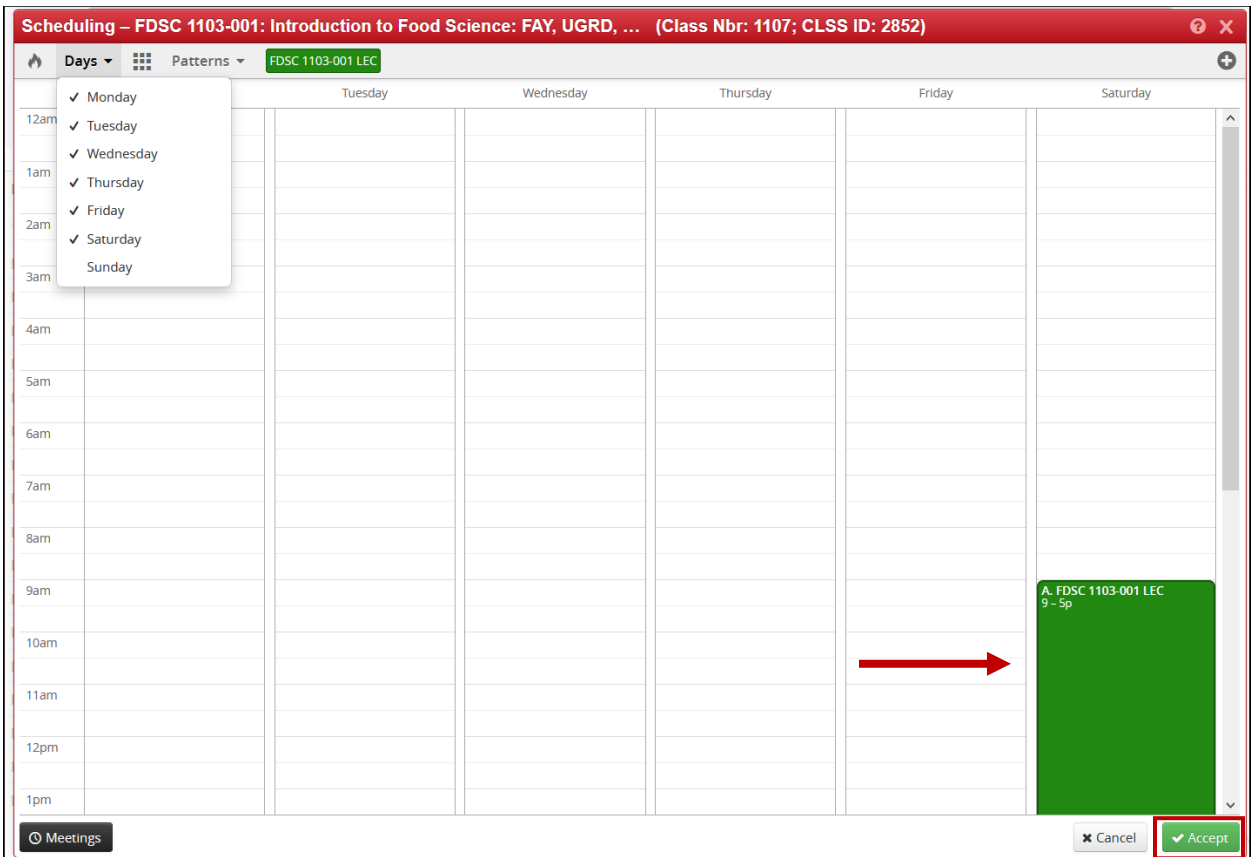 Scheduling – FDSC 1103-001: Introduction to Food Science: FAY, UGRD, … (Class Nbr: 1107; CLSS ID: 2852)
Days Patterns FDSC 1103-001 LEC
Tuesday Wednesday Thursday Friday Saturday
Monday
Tuesday
Wednesday
Thursday
Friday
Saturday
Sunday
12am
1am
2am
3am
4am
5am
6am
7am
8am
9am
10am
11am
12pm
1pm
A. FDSC 1103-001 LEC
9 – 5p
Meetings
Cancel
Accept